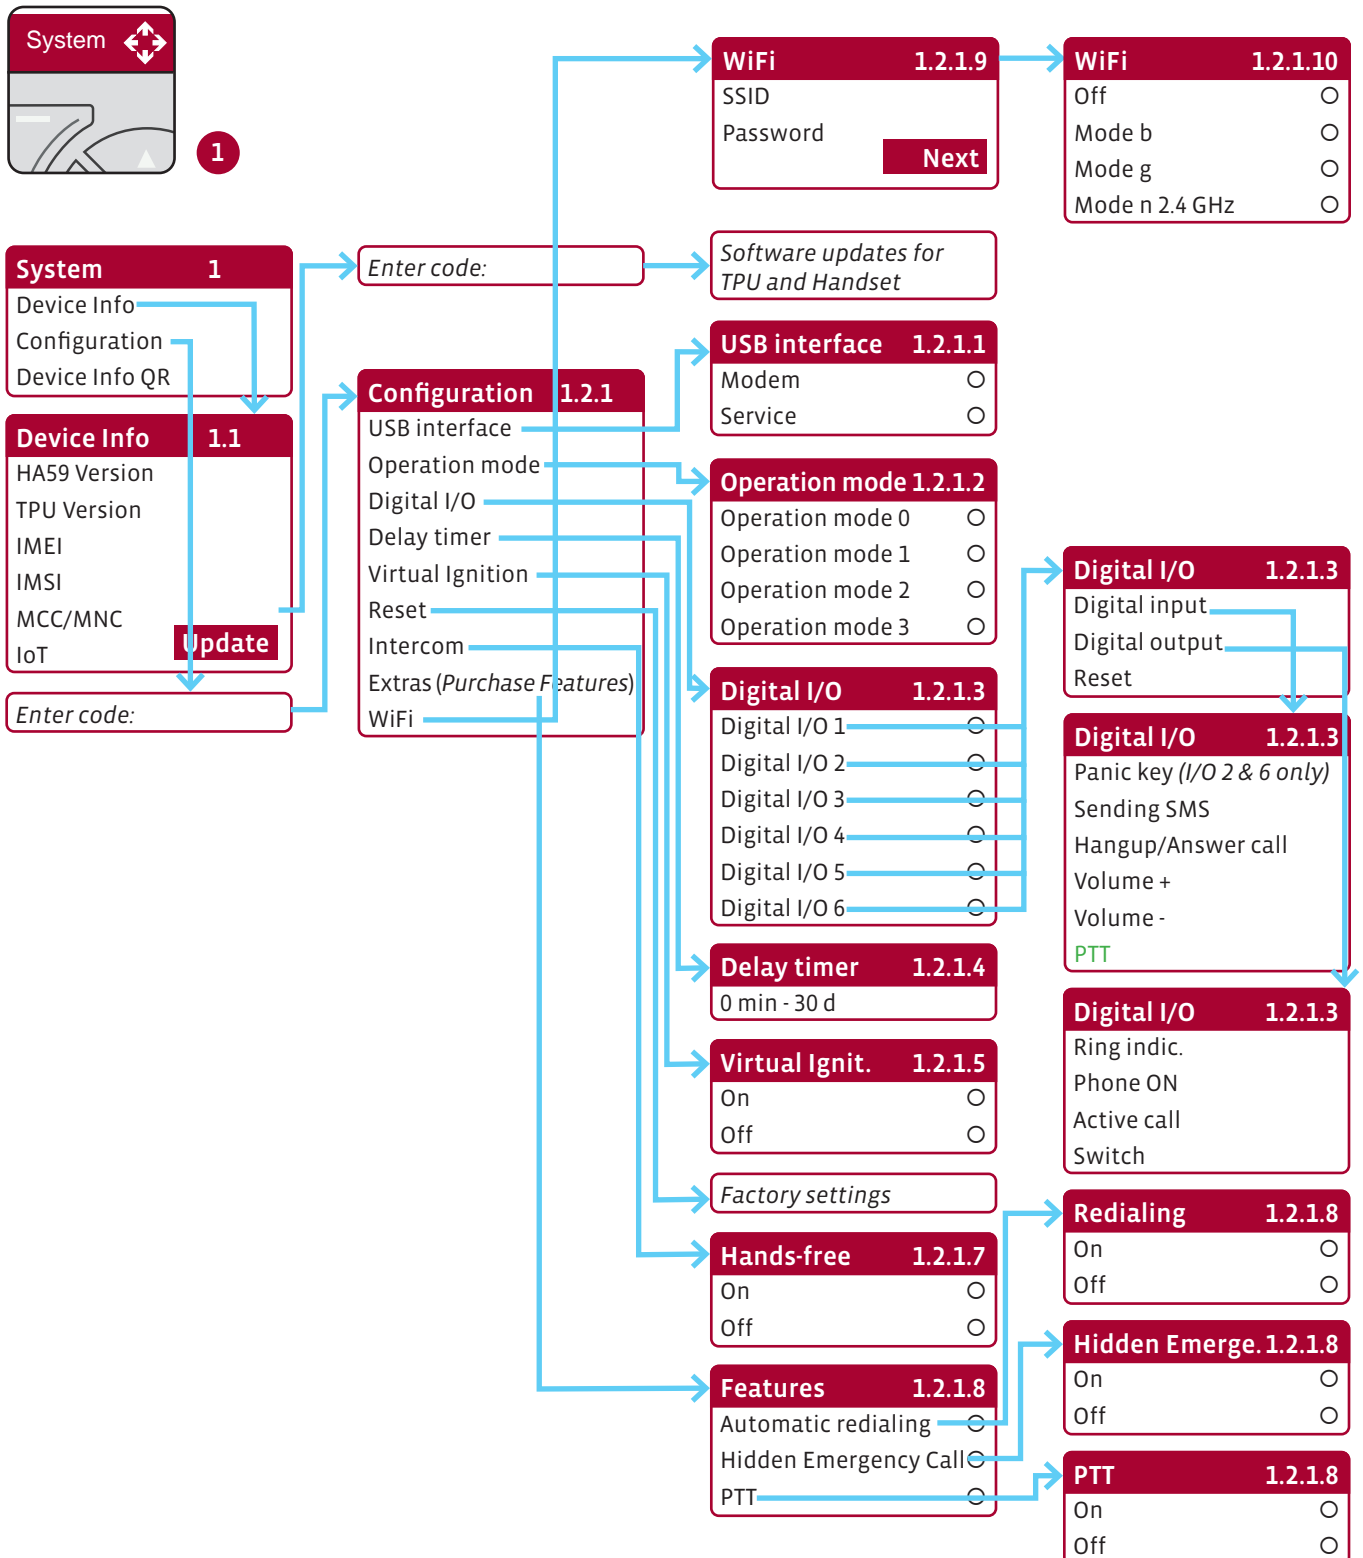 System
1
System 1
Device Info
Configuration
Device Info QR
Device Info 1.1
HA59 Version
TPU Version
IMEI
IMSI
MCC/MNC
IoT
Update
Enter code:
Enter code:
Software updates for
TPU and Handset
Configuration 1.2.1
USB interface
Operation mode
Digital I/O
Delay timer
Virtual Ignition
Reset
Intercom
Extras (Purchase Features)
WiFi
WiFi 1.2.1.9
SSID
Password
Next
WiFi 1.2.1.10
Off
Mode b
Mode g
Mode n 2.4 GHz
USB interface 1.2.1.1
Modem
Service
Operation mode 1.2.1.2
Operation mode 0
Operation mode 1
Operation mode 2
Operation mode 3
Digital I/O 1.2.1.3
Digital I/O 1
Digital I/O 2
Digital I/O 3
Digital I/O 4
Digital I/O 5
Digital I/O 6
Digital I/O 1.2.1.3
Digital input
Digital output
Reset
Digital I/O 1.2.1.3
Panic key (I/O 2 & 6 only)
Sending SMS
Hangup/Answer call
Volume +
Volume -
PTT
Digital I/O 1.2.1.3
Ring indic.
Phone ON
Active call
Switch
Delay timer 1.2.1.4
0 min - 30 d
Virtual Ignit. 1.2.1.5
On
Off
Factory settings
Hands-free 1.2.1.7
On
Off
Features 1.2.1.8
Automatic redialing
Hidden Emergency Call
PTT
Redialing 1.2.1.8
On
Off
Hidden Emerge. 1.2.1.8
On
Off
PTT 1.2.1.8
On
Off